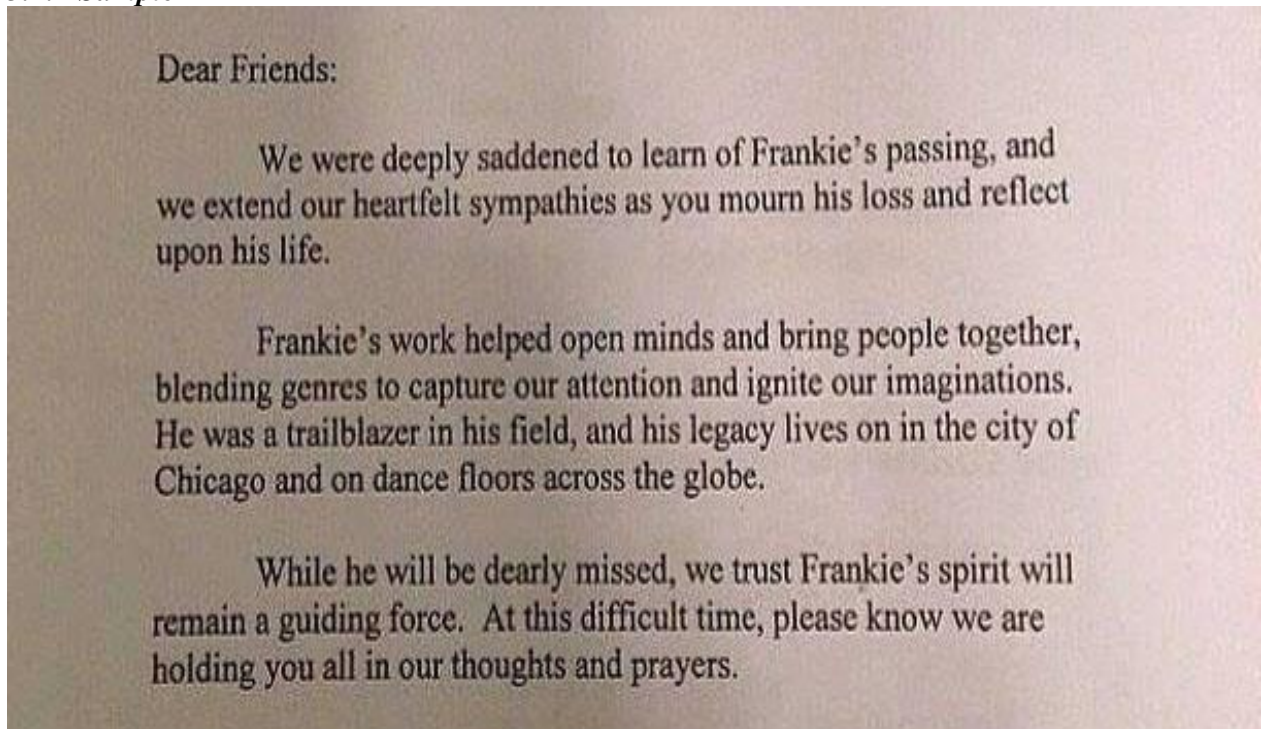 Dear Friends:
We were deeply saddened to learn of Frankie's passing, and
we extend our heartfelt sympathies as you mourn his loss and reflect
upon his life.
Frankie's work helped open minds and bring people together,
blending genres to capture our attention and ignite our imaginations.
He was a trailblazer in his field, and his legacy lives on in the city of
Chicago and on dance floors across the globe.
While he will be dearly missed, we trust Frankie's spirit will
remain a guiding force.  At this difficult time, please know we are
holding you all in our thoughts and prayers.